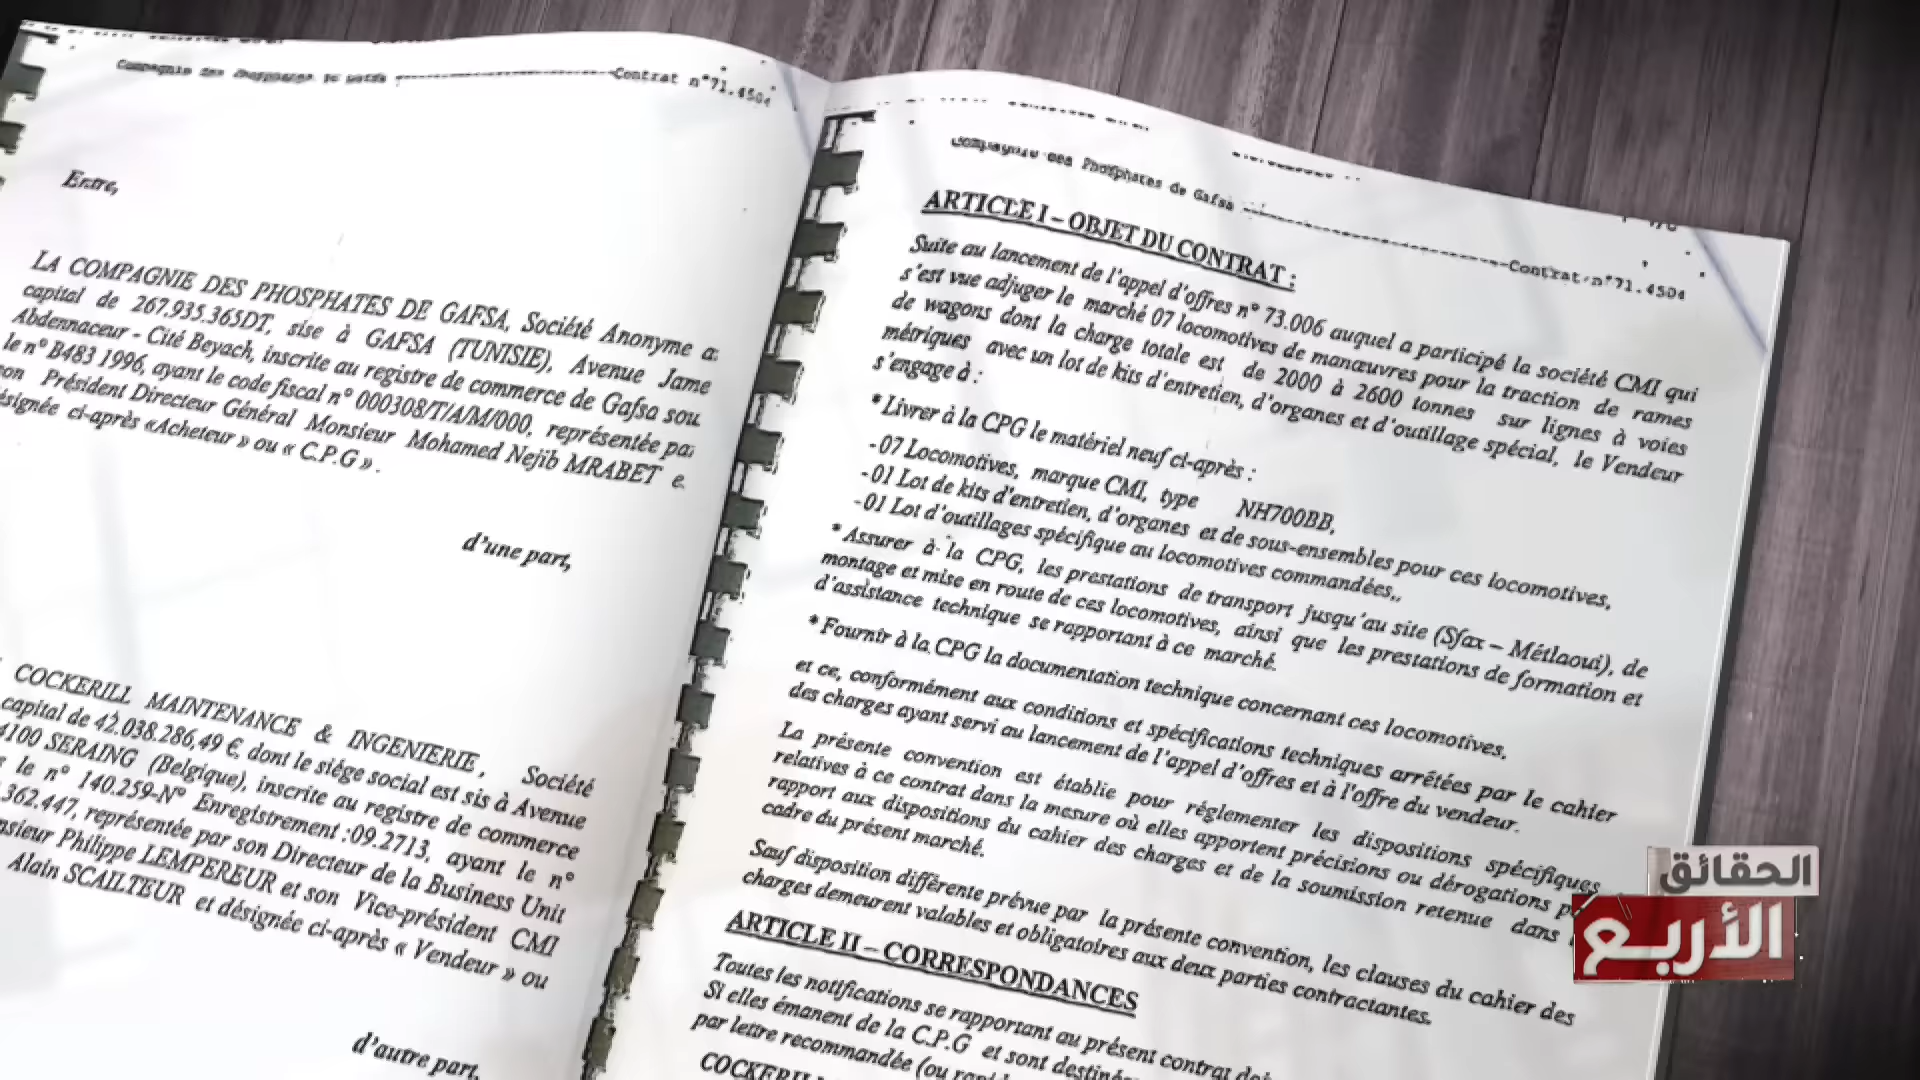 Compagnie des Phosphates de Gafsa Contrat n°71.4504
Entre,
LA COMPAGNIE DES PHOSPHATES DE GAFSA, Société Anonyme a
capital de 267.935.365DT, sise à GAFSA (TUNISIE), Avenue Jame
Abdennaceur - Cité Beyach, inscrite au registre de commerce de Gafsa sou
le n° B483 1996, ayant le code fiscal n° 000308/T/A/M/000, représentée pa
son Président Directeur Général Monsieur Mohamed Nejib MRABET e
ésignée ci-après «Acheteur » ou « C.P.G ».
d'une part,
COCKERILL MAINTENANCE & INGENIERIE, Société
capital de 42.038.286,49 €, dont le siége social est sis à Avenue
4100 SERAING (Belgique), inscrite au registre de commerce
le n° 140.259-N° Enregistrement :09.2713, ayant le n°
.362.447, représentée par son Directeur de la Business Unit
nsieur Philippe LEMPEREUR et son Vice-président CMI
Alain SCAILTEUR et désignée ci-après « Vendeur » ou
d'autre part,
Compagnie des Phosphates de Gafsa Contrat n°71.4504
ARTICLE I – OBJET DU CONTRAT :
Suite au lancement de l'appel d'offres n° 73.006 auquel a participé la société CMI qui
s'est vue adjuger le marché 07 locomotives de manœuvres pour la traction de rames
de wagons dont la charge totale est de 2000 à 2600 tonnes sur lignes à voies
métriques avec un lot de kits d'entretien, d'organes et d'outillage spécial, le Vendeur
s'engage à :
* Livrer à la CPG le matériel neuf ci-après :
-07 Locomotives, marque CMI, type NH700BB,
-01 Lot de kits d'entretien, d'organes et de sous-ensembles pour ces locomotives,
-01 Lot d'outillages spécifique au locomotives commandées.,
* Assurer à la CPG, les prestations de transport jusqu'au site (Sfax – Métlaoui), de
montage et mise en route de ces locomotives, ainsi que les prestations de formation et
d'assistance technique se rapportant à ce marché.
* Fournir à la CPG la documentation technique concernant ces locomotives.
et ce, conformément aux conditions et spécifications techniques arrêtées par le cahier
des charges ayant servi au lancement de l'appel d'offres et à l'offre du vendeur.
La présente convention est établie pour réglementer les dispositions spécifiques
relatives à ce contrat dans la mesure où elles apportent précisions ou dérogations p
rapport aux dispositions du cahier des charges et de la soumission retenue dans
cadre du présent marché.
Sauf disposition différente prévue par la présente convention, les clauses du cahier des
charges demeurent valables et obligatoires aux deux parties contractantes.
ARTICLE II – CORRESPONDANCES
Toutes les notifications se rapportant au présent contrat doi
Si elles émanent de la C.P.G et sont destiné
par lettre recommandée (ou rapid
COCKERILL
الحقائق
الأربع